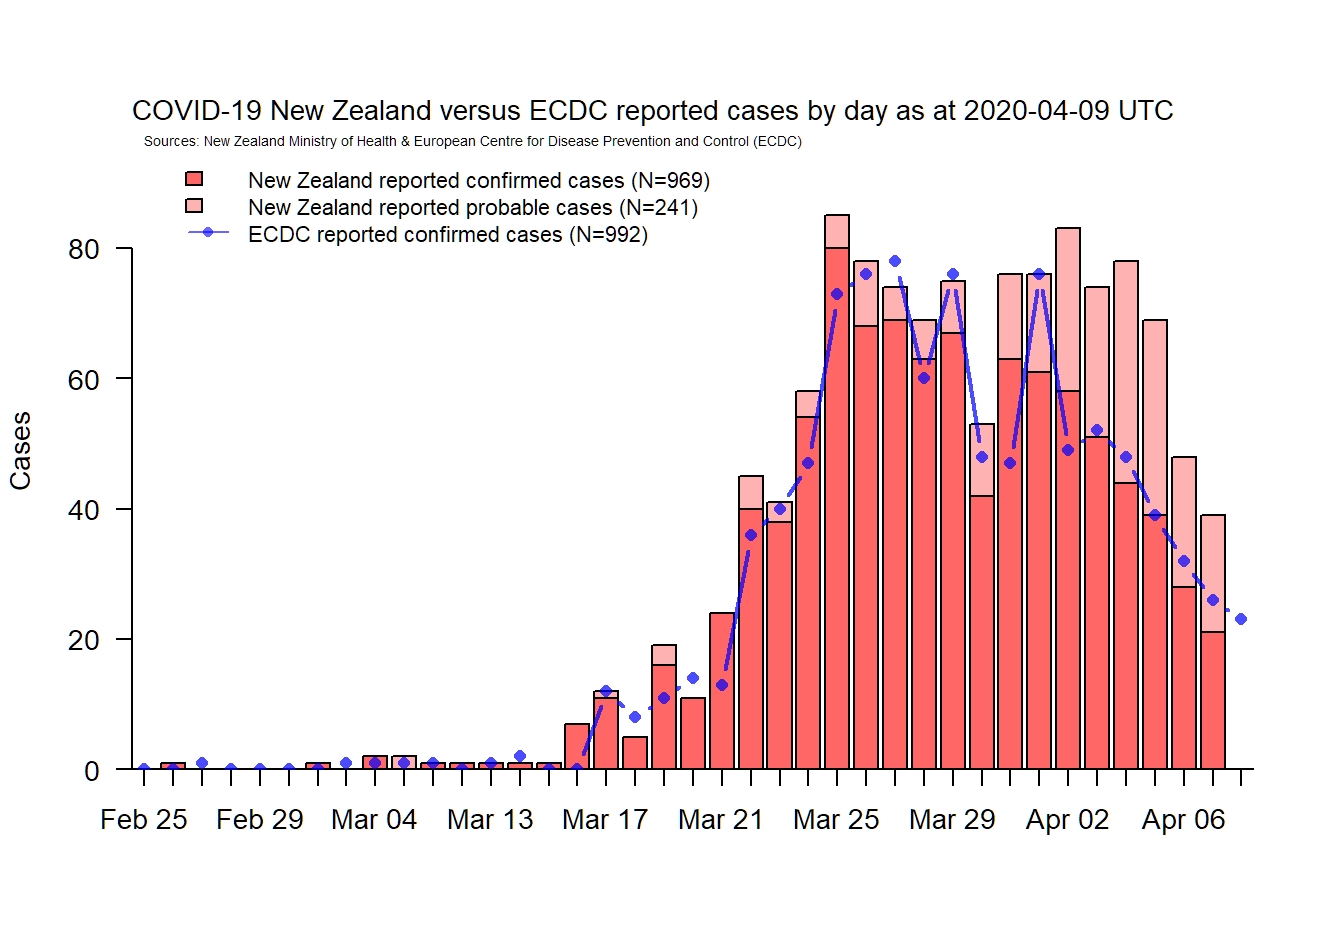 COVID-19 New Zealand versus ECDC reported cases by day as at 2020-04-09 UTC
Sources: New Zealand Ministry of Health & European Centre for Disease Prevention and Control (ECDC)
New Zealand reported confirmed cases (N=969)
New Zealand reported probable cases (N=241)
ECDC reported confirmed cases (N=992)
80
60
40
20
0
Cases
Feb 25 Feb 29 Mar 04 Mar 13 Mar 17 Mar 21 Mar 25 Mar 29 Apr 02 Apr 06